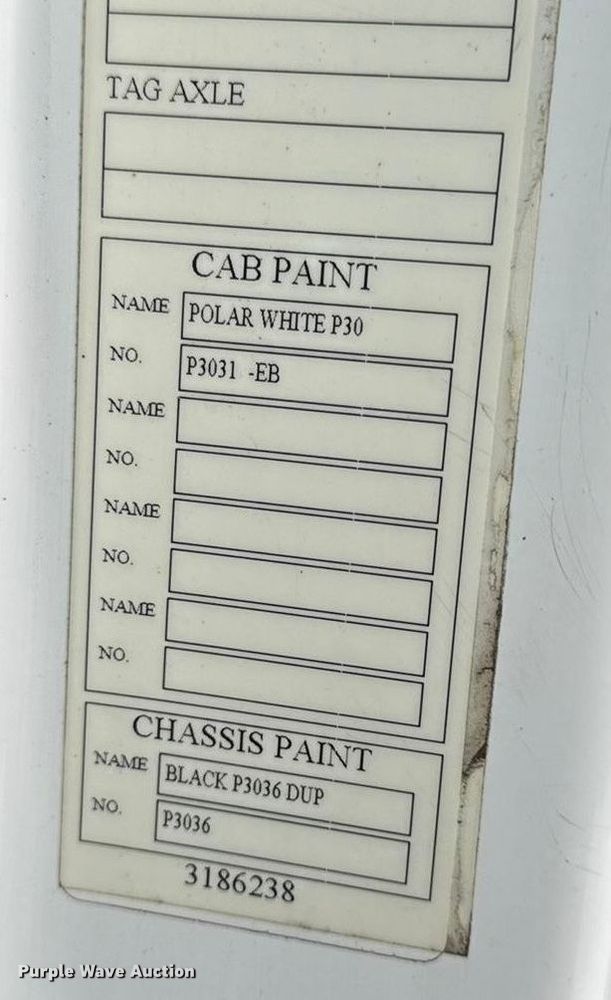 TAG AXLE
CAB PAINT
NAME POLAR WHITE P30
NO. P3031 -EB
NAME
NO.
NAME
NO.
NAME
NO.
CHASSIS PAINT
NAME BLACK P3036 DUP
NO. P3036
3186238
Purple Wave Auction